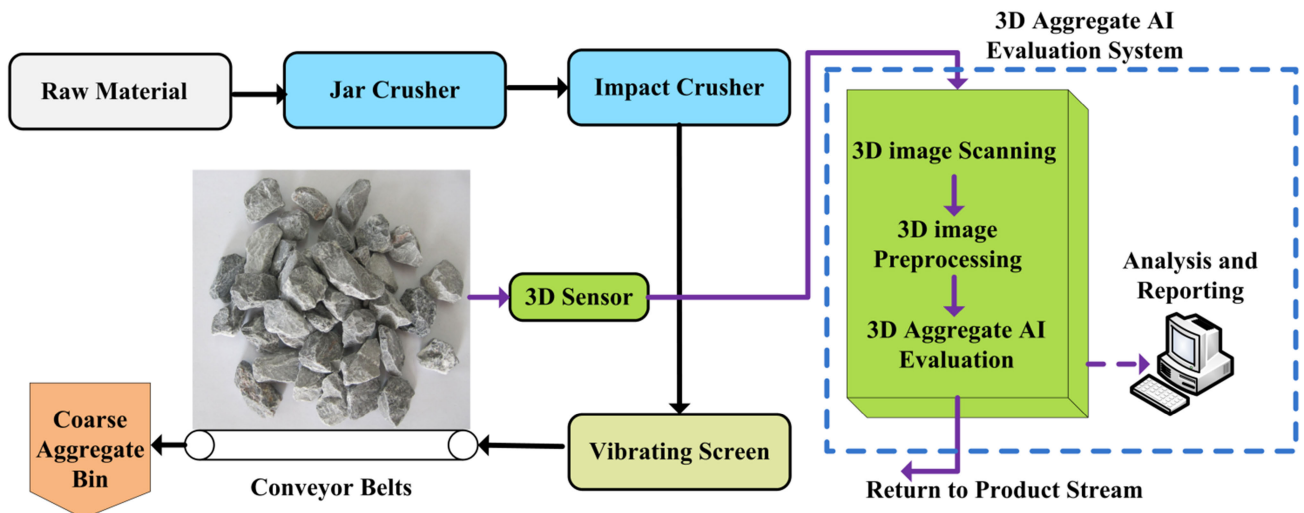 3D Aggregate AI
Evaluation System
Raw Material
Jar Crusher
Impact Crusher
3D image Scanning
3D image
Preprocessing
3D Aggregate AI
Evaluation
Analysis and
Reporting
3D Sensor
Coarse
Aggregate
Bin
Conveyor Belts
Vibrating Screen
Return to Product Stream